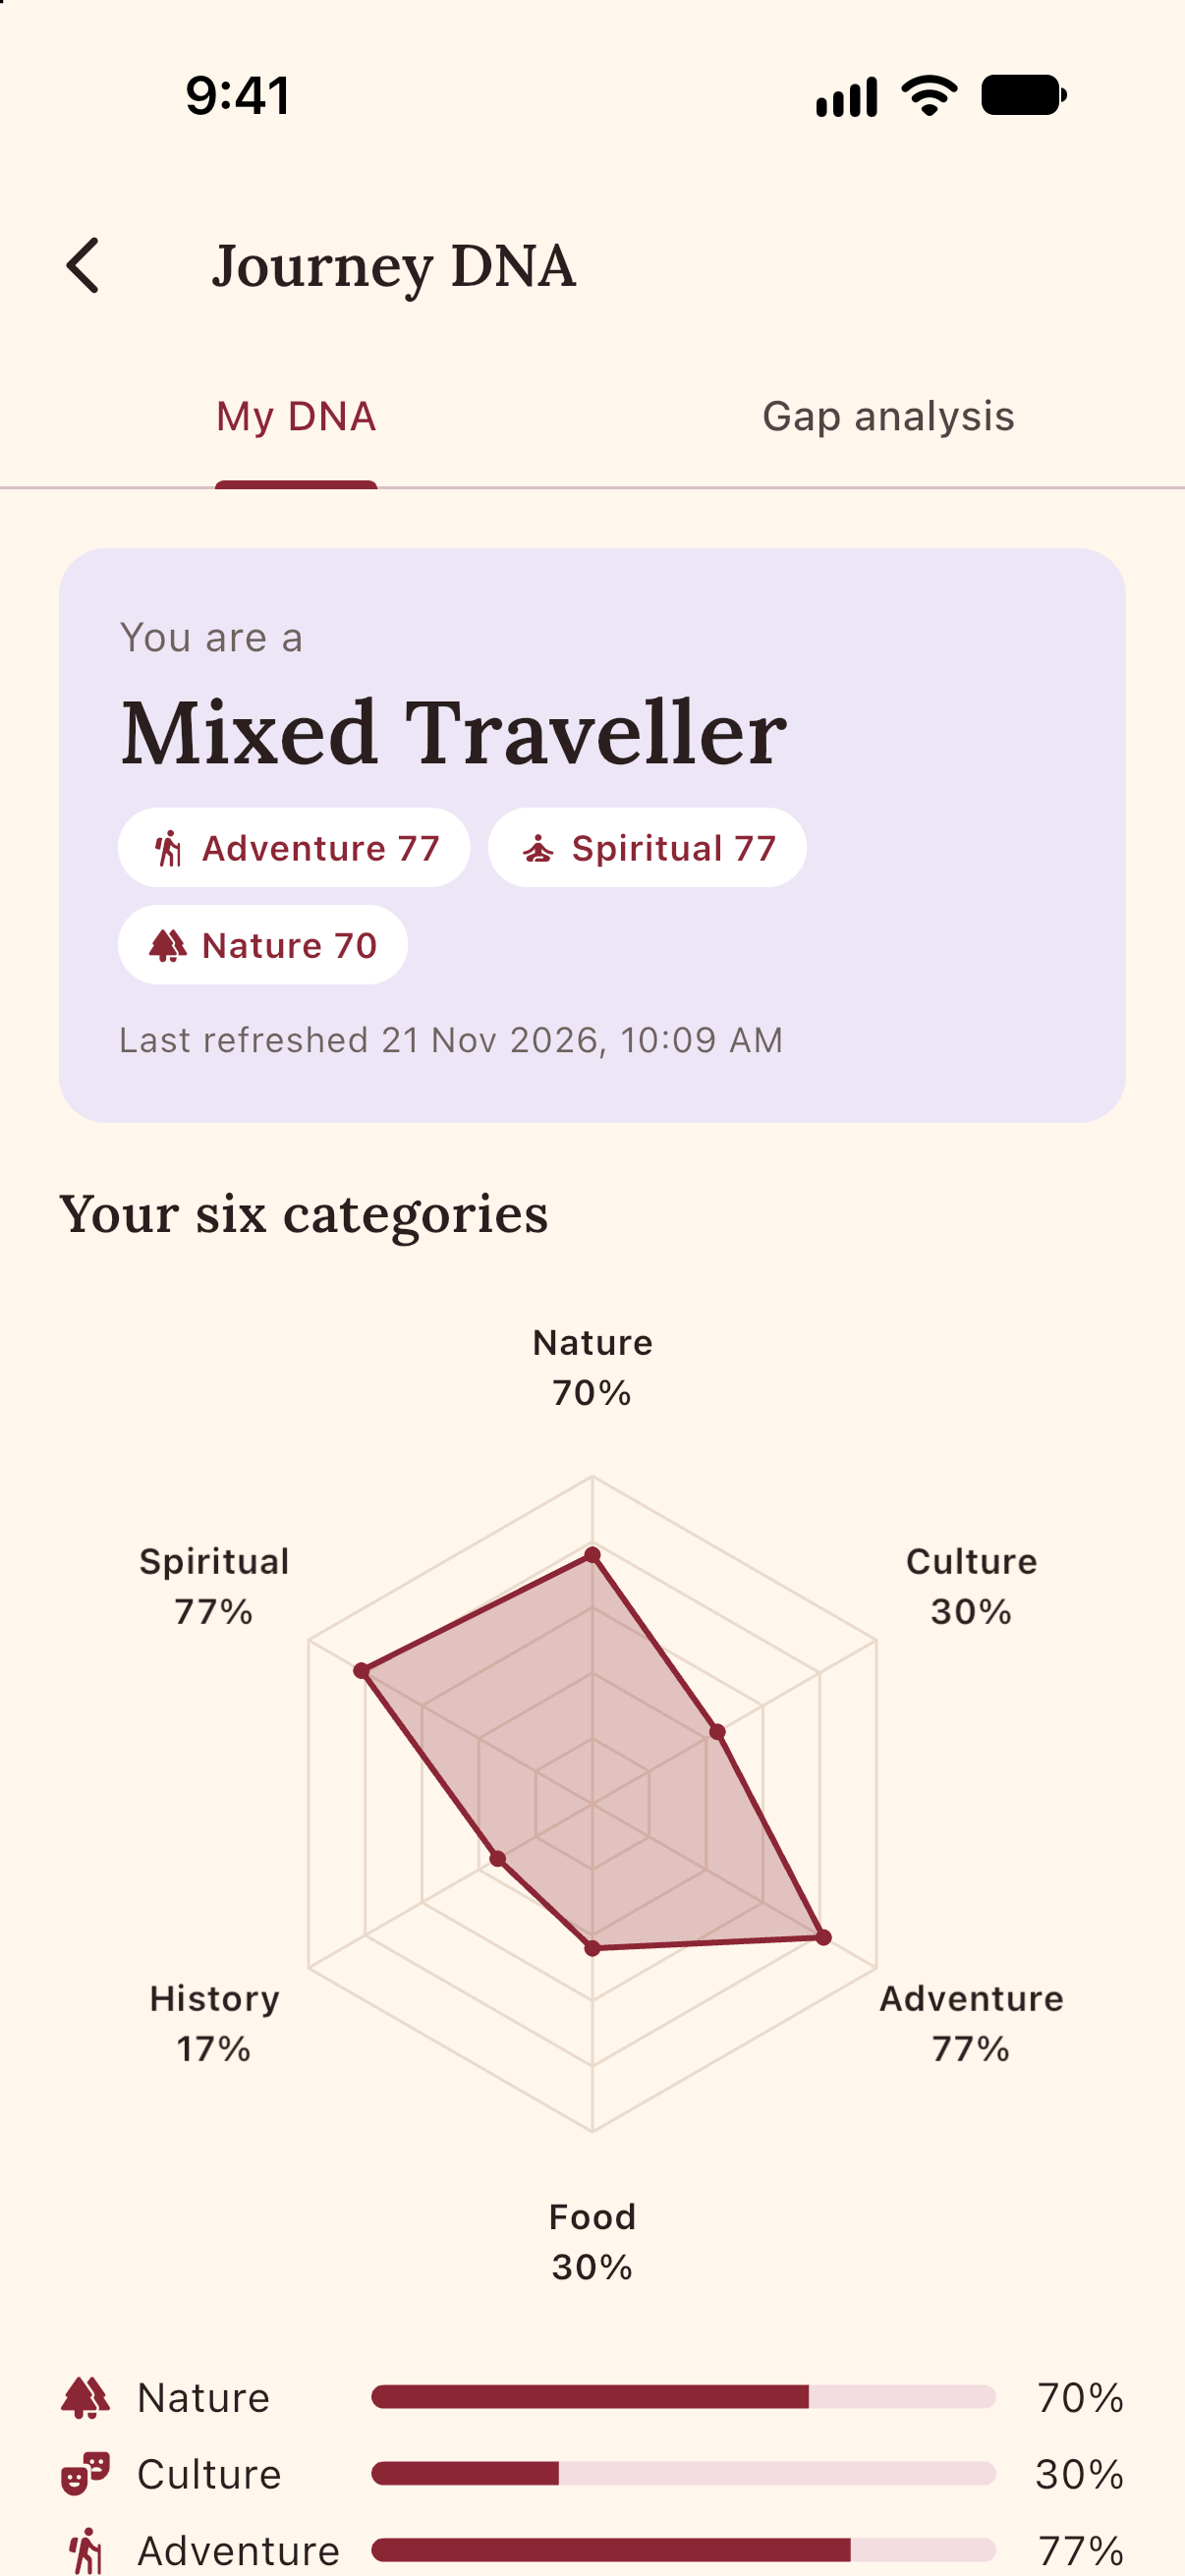 9:41
Journey DNA
My DNA
Gap analysis
You are a
Mixed Traveller
Adventure 77
Spiritual 77
Nature 70
Last refreshed 21 Nov 2026, 10:09 AM
Your six categories
Nature
70%
Spiritual
77%
Culture
30%
History
17%
Adventure
77%
Food
30%
Nature 70%
Culture 30%
Adventure 77%